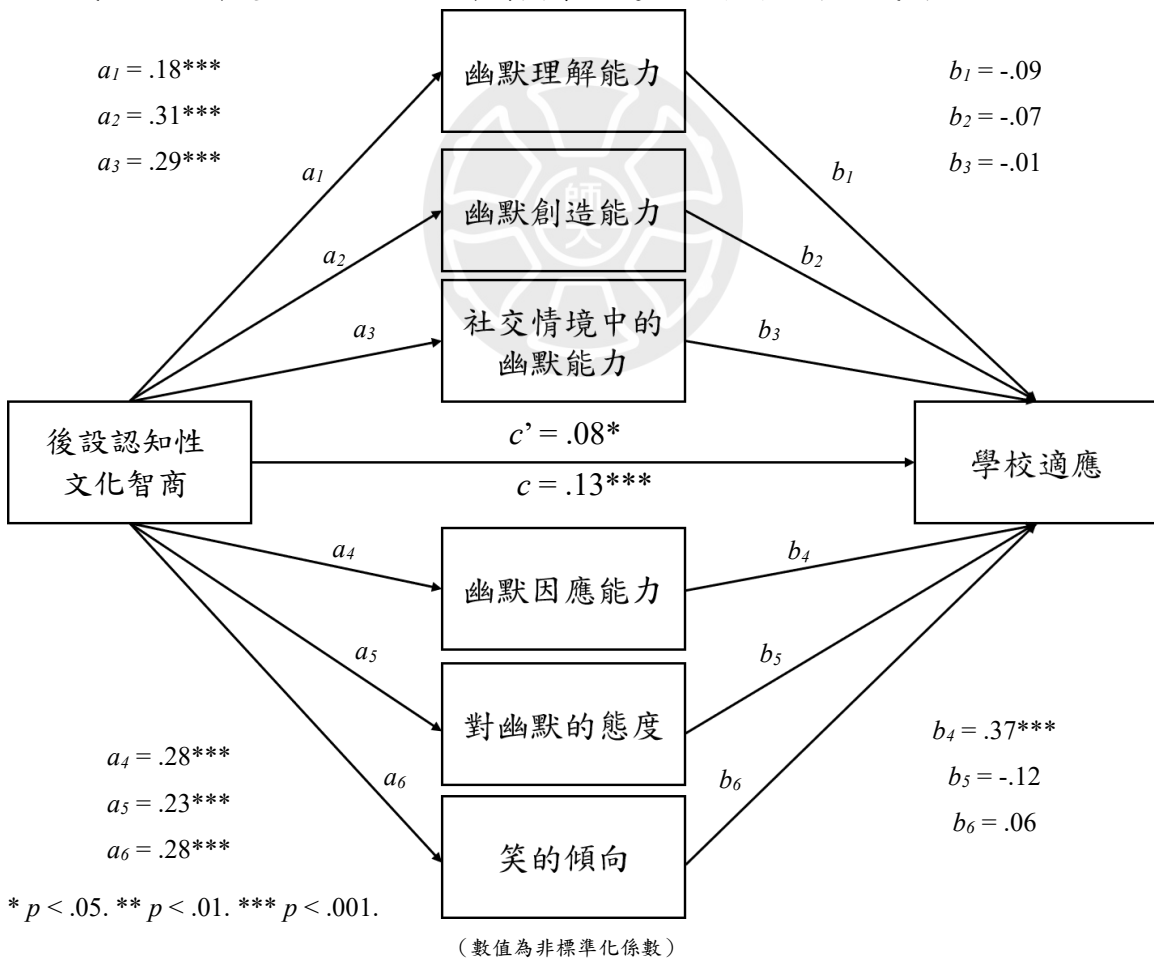 幽默理解能力
a1 = .18***
a2 = .31***
a3 = .29***
b1 = -.09
b2 = -.07
b3 = -.01
a1
b1
師大
幽默創造能力
a2
b2
社交情境中的
幽默能力
a3
b3
後設認知性
文化智商
c’ = .08*
c = .13***
學校適應
a4
b4
幽默因應能力
a5
b5
對幽默的態度
a6
b6
笑的傾向
a4 = .28***
a5 = .23***
a6 = .28***
b4 = .37***
b5 = -.12
b6 = .06
* p < .05. ** p < .01. *** p < .001.
（數值為非標準化係數）